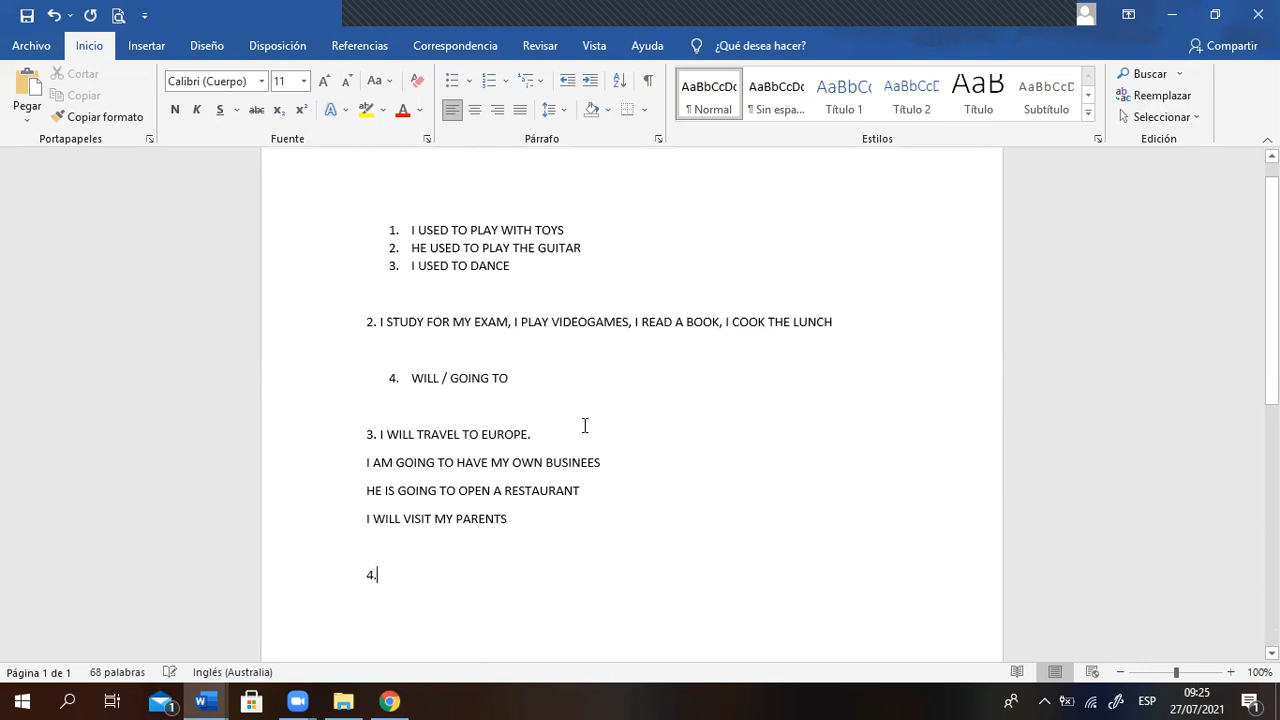 Archivo Inicio Insertar Diseño Disposición Referencias Correspondencia Revisar Vista Ayuda ¿Qué desea hacer? Compartir
Pegar
Cortar
Copiar
Copiar formato
Portapapeles
Calibri (Cuerpo) 11 A A Aa
N K S abc x₂ x² A A
Fuente
Párrafo
AaBbCcDc AaBbCcDc AaBbCc AaBbCcD AaB AaBbCcD
¶ Normal ¶ Sin espa... Título 1 Título 2 Título Subtítulo
Estilos
Buscar
Reemplazar
Seleccionar
Edición
1. I USED TO PLAY WITH TOYS
2. HE USED TO PLAY THE GUITAR
3. I USED TO DANCE
2. I STUDY FOR MY EXAM, I PLAY VIDEOGAMES, I READ A BOOK, I COOK THE LUNCH
4. WILL / GOING TO
3. I WILL TRAVEL TO EUROPE.
I AM GOING TO HAVE MY OWN BUSINEES
HE IS GOING TO OPEN A RESTAURANT
I WILL VISIT MY PARENTS
4.
Página 1 de 1 68 palabras Inglés (Australia) 100%
1 ESP 09:25
27/07/2021 1